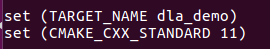 set (TARGET_NAME dla_demo)
set (CMAKE_CXX_STANDARD 11)